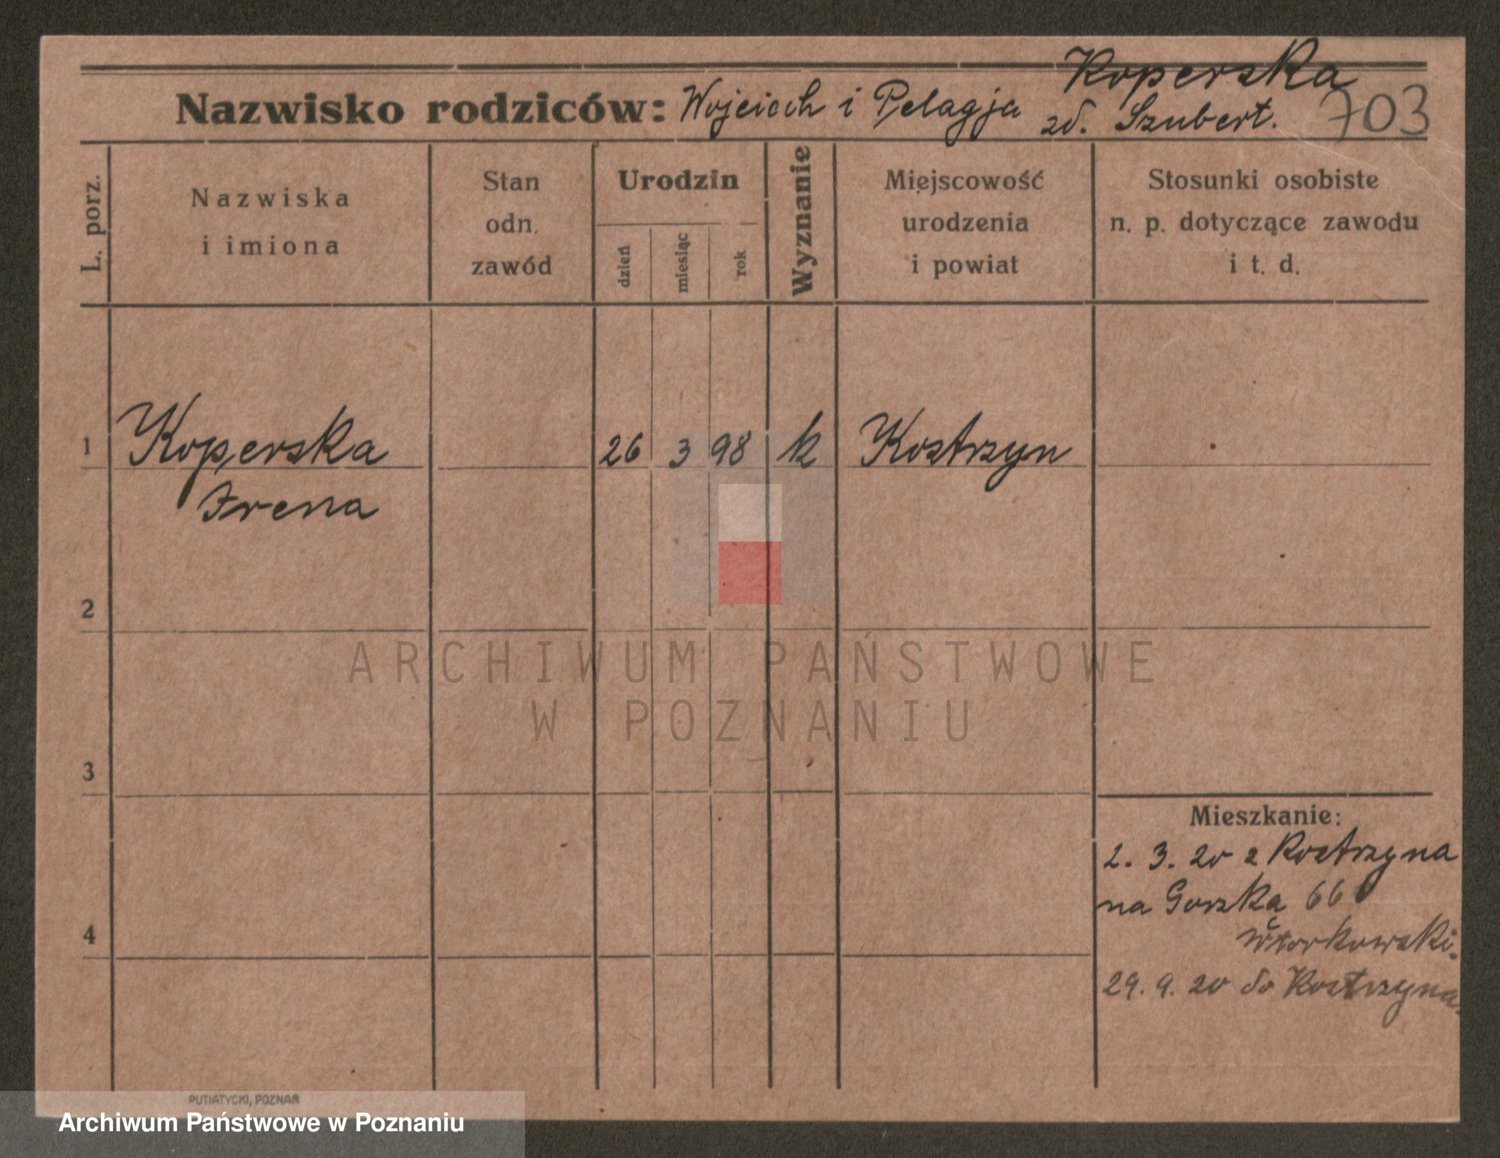 Koperska
Nazwisko rodziców: Wojciech i Pelagja zd. Szubert. 703
L. porz.
Nazwiska
i imiona
Stan
odn.
zawód
Urodzin
dzień
miesiąc
rok
Wyznanie
Miejscowość
urodzenia
i powiat
Stosunki osobiste
n. p. dotyczące zawodu
i t. d.
1 Koperska 26 3 98 k Kostrzyn
Irena
2
ARCHIWUM PAŃSTWOWE
W POZNANIU
3
Mieszkanie:
2. 3. 20 z Kostrzyna
na Gorska 66
4
Wtorkowski.
29. 9. 20 do Kostrzyna.
PUTIATYCKI, POZNAŃ
Archiwum Państwowe w Poznaniu